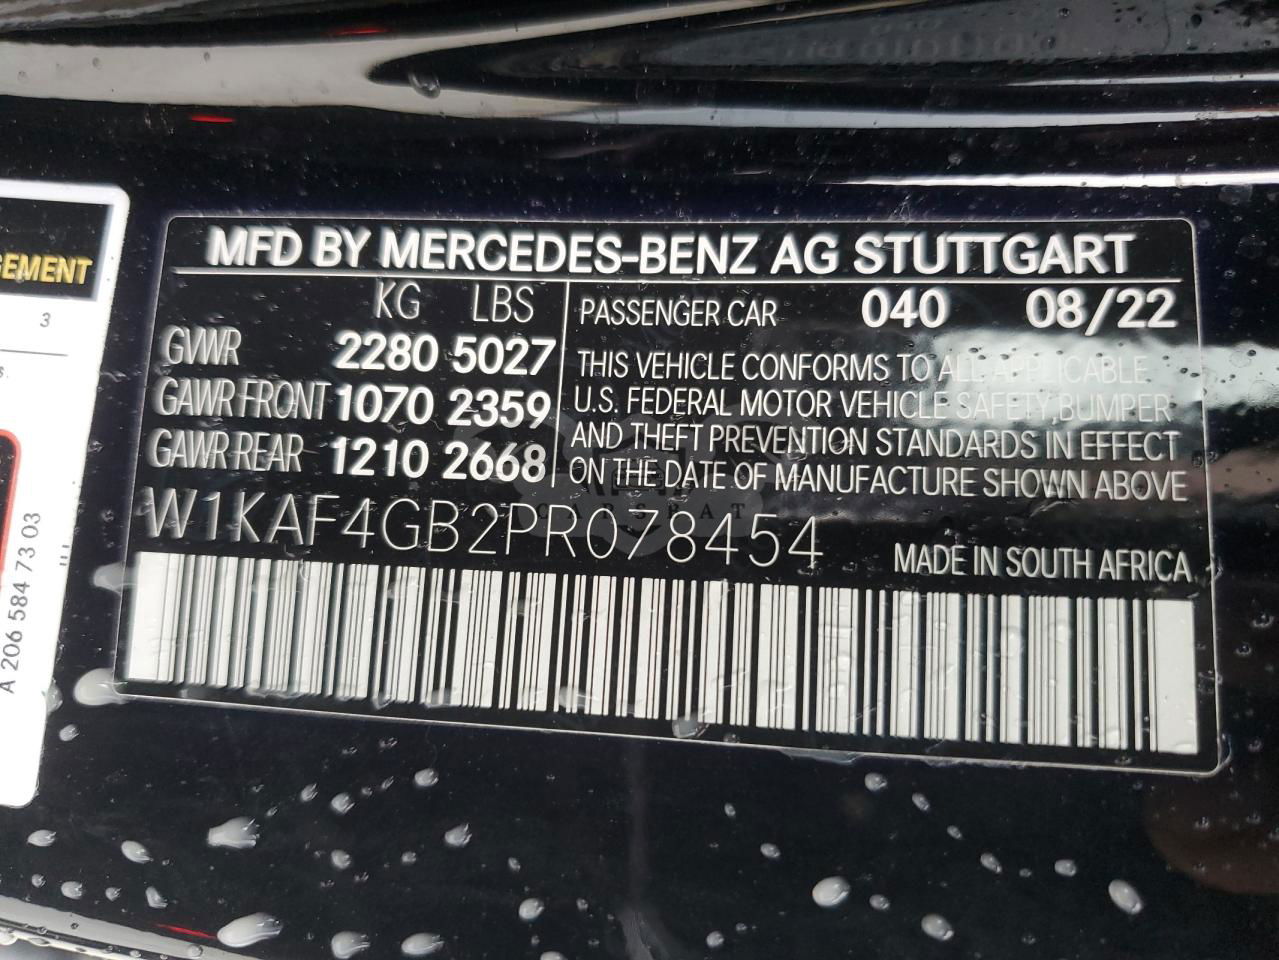 MFD BY MERCEDES-BENZ AG STUTTGART
KG LBS
GVWR 2280 5027
GAWR FRONT 1070 2359
GAWR REAR 1210 2668
PASSENGER CAR 040 08/22
THIS VEHICLE CONFORMS TO ALL APPLICABLE
U.S. FEDERAL MOTOR VEHICLE SAFETY, BUMPER
AND THEFT PREVENTION STANDARDS IN EFFECT
ON THE DATE OF MANUFACTURE SHOWN ABOVE
W1KAF4GB2PR078454
MADE IN SOUTH AFRICA
GEMENT
3
A 206 584 73 03